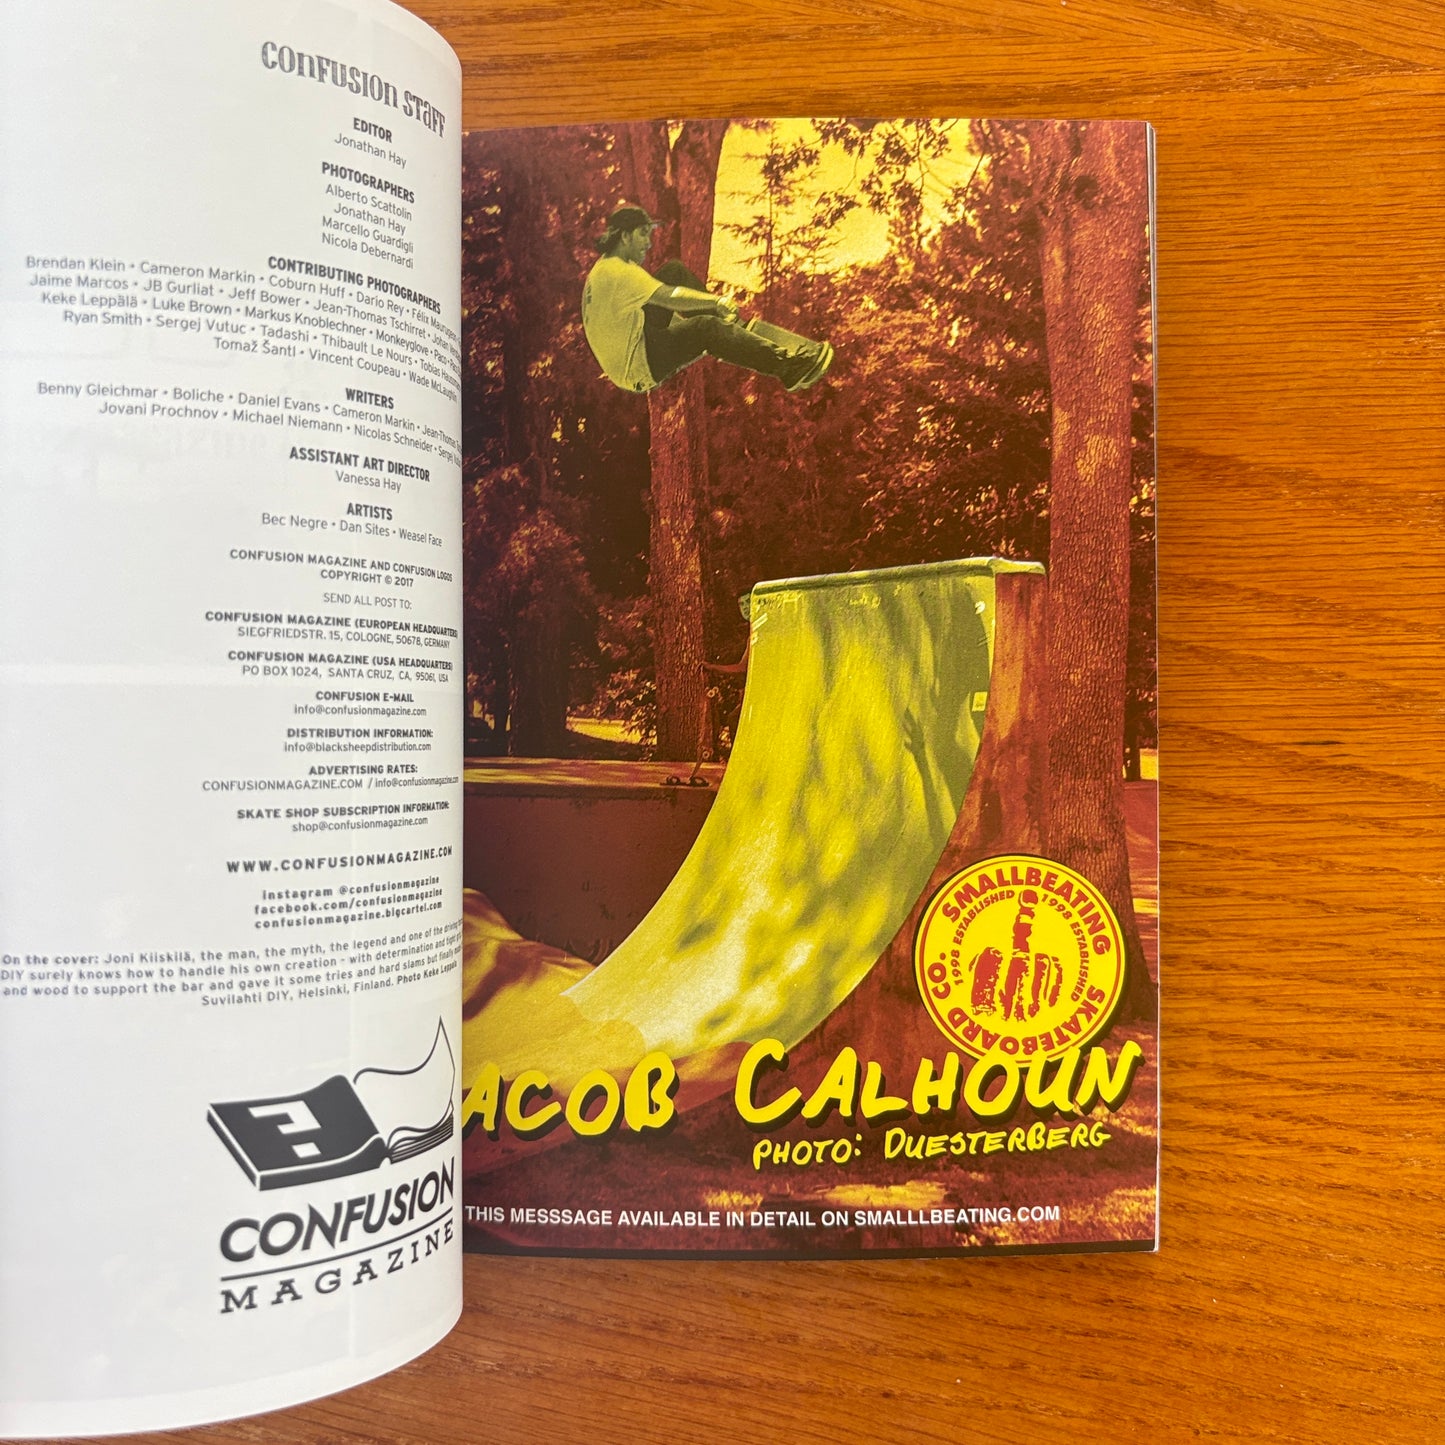 CONFUSION STAFF
EDITOR
Jonathan Hay
PHOTOGRAPHERS
Alberto Scattolin
Jonathan Hay
Marcello Guardigli
Nicola Debernardi
CONTRIBUTING PHOTOGRAPHERS
Brendan Klein • Cameron Markin • Coburn Huff • Darío Rey • Félix
Jaime Marcos • JB Gurliat • Jeff Bower • Jean-Thomas Tschirret • Johan
Keke Leppälä • Luke Brown • Markus Knoblechner • Monkeyglove • Paco •
Ryan Smith • Sergej Vutuc • Tadashi • Thibault Le Nours • Tobias
Tomaž Šantl • Vincent Coupeau • Wade McLaughlin
WRITERS
Benny Gleichmar • Boliche • Daniel Evans • Cameron Markin • Jean-Thomas
Jovani Prochnov • Michael Niemann • Nicolas Schneider • Sergej
ASSISTANT ART DIRECTOR
Vanessa Hay
ARTISTS
Bec Negre • Dan Sites • Weasel Face
CONFUSION MAGAZINE AND CONFUSION LOGOS
COPYRIGHT © 2017
SEND ALL POST TO:
CONFUSION MAGAZINE (EUROPEAN HEADQUARTERS)
SIEGFRIEDSTR. 15, COLOGNE, 50678, GERMANY
CONFUSION MAGAZINE (USA HEADQUARTERS)
PO BOX 1024, SANTA CRUZ, CA, 95061, USA
CONFUSION E-MAIL
info@confusionmagazine.com
DISTRIBUTION INFORMATION:
info@blacksheepdistribution.com
ADVERTISING RATES:
CONFUSIONMAGAZINE.COM / info@confusionmagazine.com
SKATE SHOP SUBSCRIPTION INFORMATION:
shop@confusionmagazine.com
WWW.CONFUSIONMAGAZINE.COM
instagram @confusionmagazine
facebook.com/confusionmagazine
confusionmagazine.bigcartel.com
On the cover: Joni Kiiskilä, the man, the myth, the legend and one of the driving
DIY surely knows how to handle his own creation - with determination and
and wood to support the bar and gave it some tries and hard slams but finally
Suvilahti DIY, Helsinki, Finland. Photo Keke Leppälä
?
CONFUSION
MAGAZINE
SMALLBEATING
SKATEBOARD CO.
1998 ESTABLISHED
1998 ESTABLISHED
ACOB CALHOUN
PHOTO: DUESTERBERG
THIS MESSSAGE AVAILABLE IN DETAIL ON SMALLLBEATING.COM